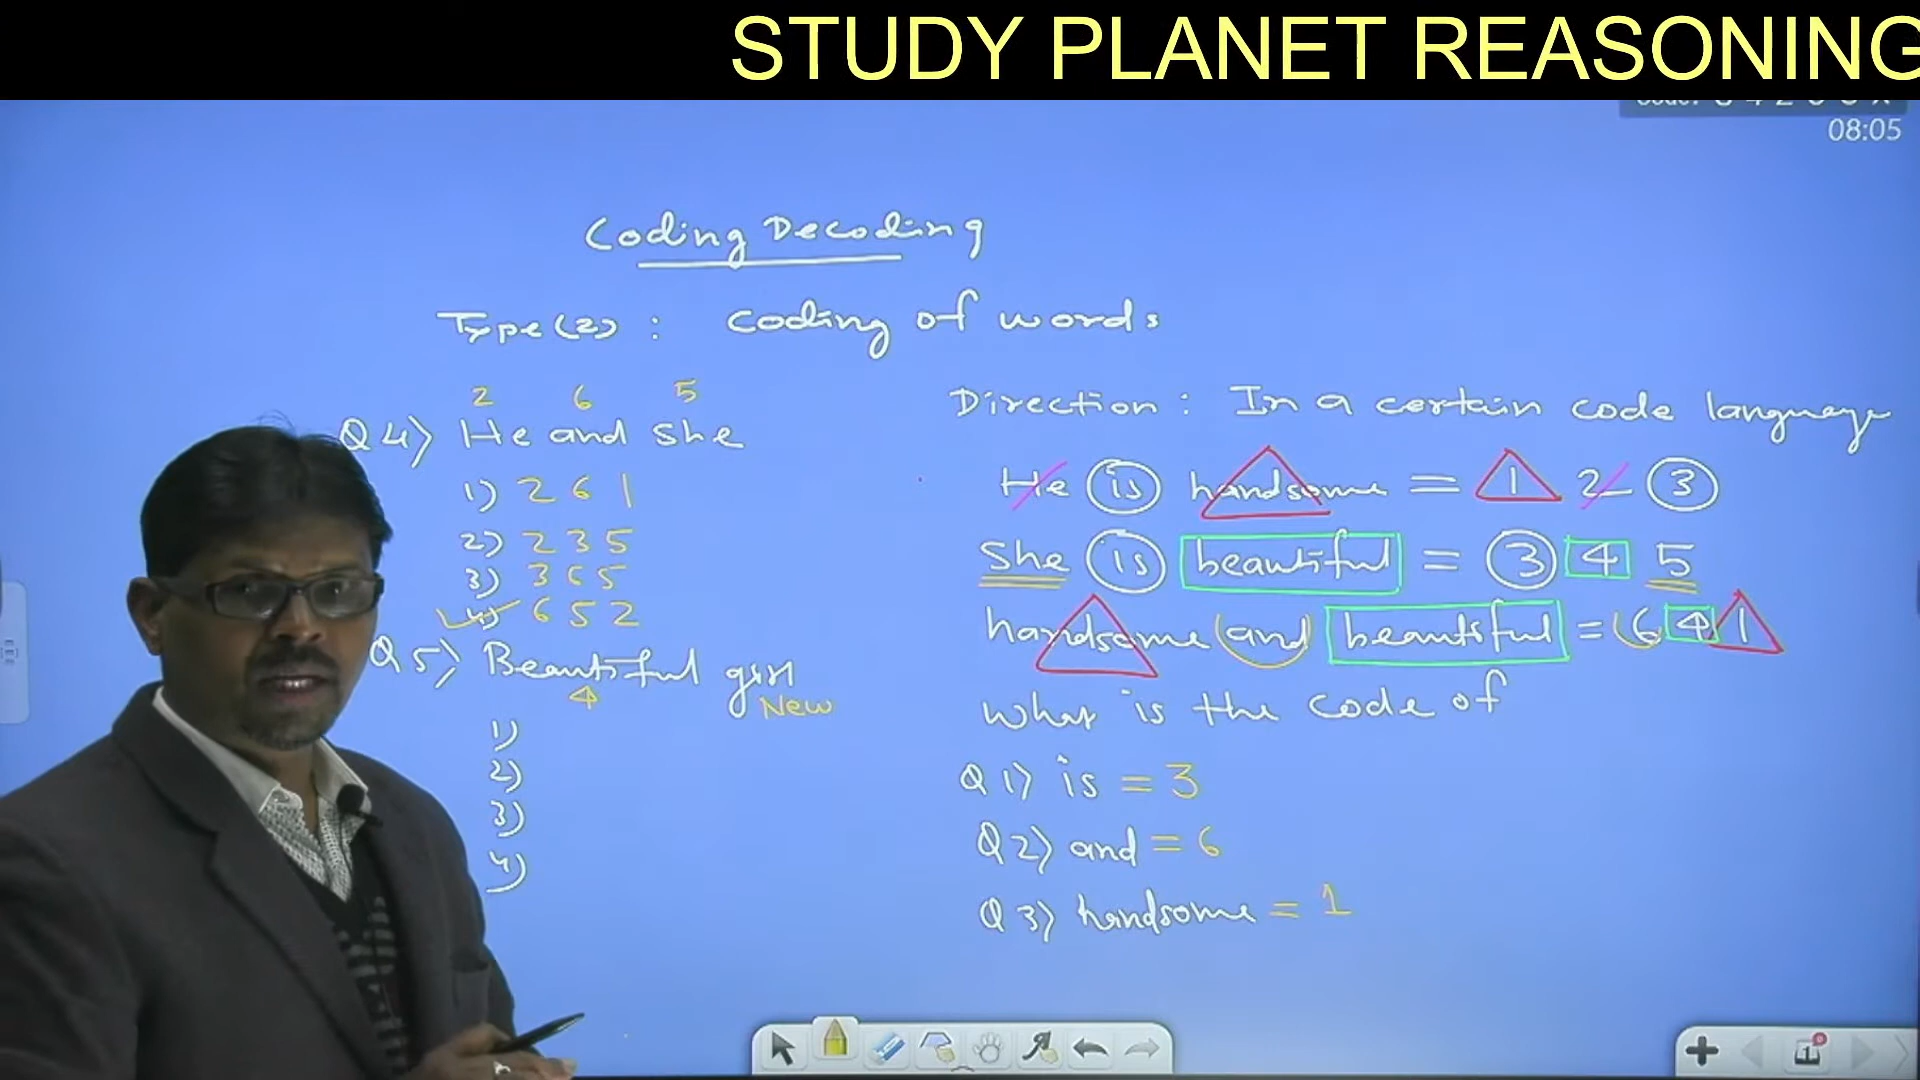 STUDY PLANET REASONING
08:05
Coding Decoding
Type (2) : Coding of words
2 6 5
Q4) He and she
1) 2 6 1
2) 2 3 5
3) 3 6 5
4) 6 5 2
Q5) Beautiful girl
4 New
1)
2)
3)
4)
Direction : In a certain code language
He is handsome = 1 2 3
She is beautiful = 3 4 5
handsome and beautiful = 6 4 1
What is the code of
Q1) is = 3
Q2) and = 6
Q3) handsome = 1
1